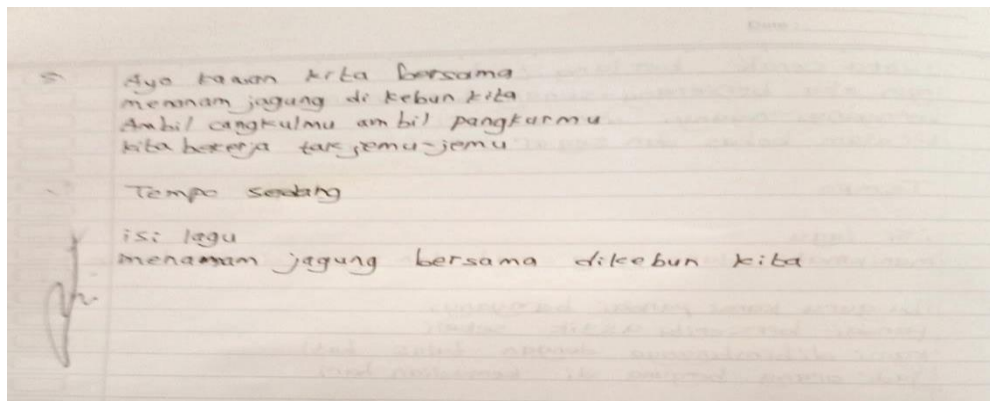 Ayo kawan kita bersama
menanam jagung di kebun kita
Ambil cangkulmu ambil pangkurmu
kita bekerja tak jemu-jemu
Tempo sedang
isi lagu
menanam jagung bersama dikebun kita